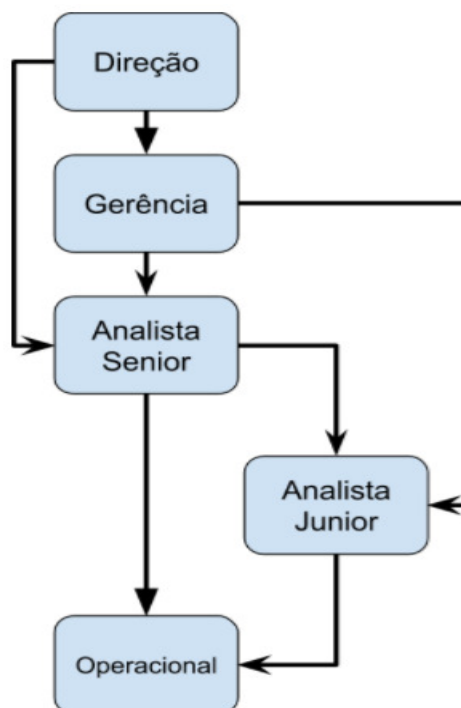 Direção
Gerência
Analista
Senior
Analista
Junior
Operacional